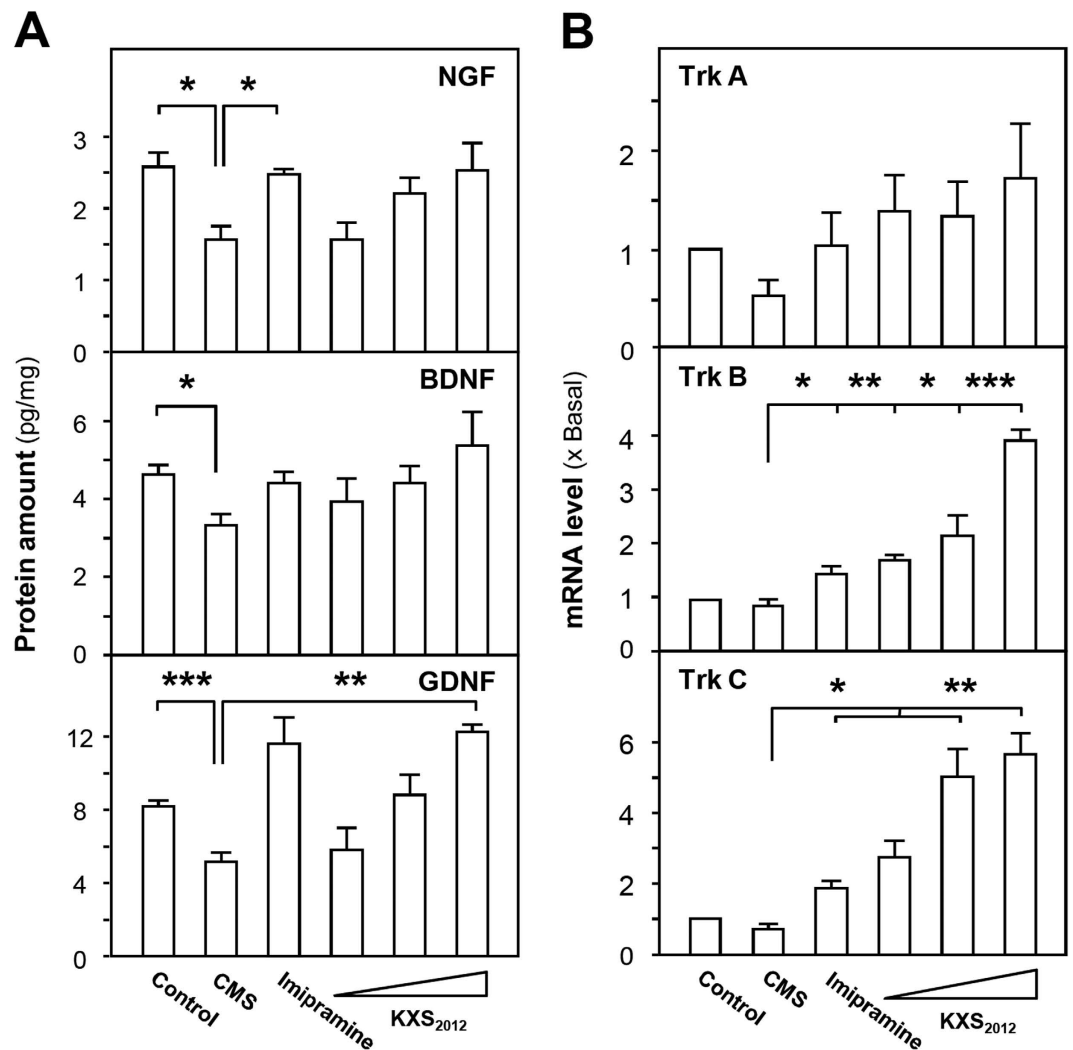 A
NGF
* *
3
2
1
0
BDNF
*
6
4
2
0
GDNF
*** **
12
8
4
0
Protein amount (pg/mg)
Control CMS Imipramine KXS2012
B
Trk A
2
1
0
Trk B
* ** * ***
4
3
2
1
0
Trk C
* **
6
4
2
0
mRNA level (x Basal)
Control CMS Imipramine KXS2012